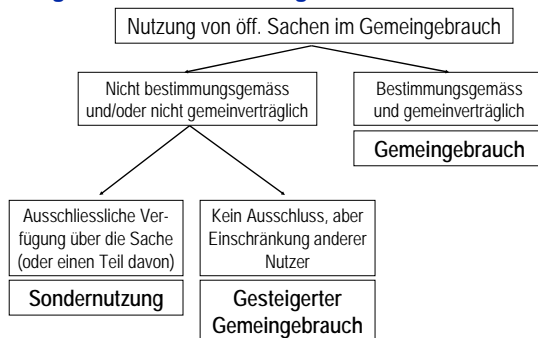 Nutzung von öff. Sachen im Gemeingebrauch
Nicht bestimmungsgemäss
und/oder nicht gemeinverträglich
Bestimmungsgemäss
und gemeinverträglich
Gemeingebrauch
Ausschliessliche Ver-
fügung über die Sache
(oder einen Teil davon)
Sondernutzung
Kein Ausschluss, aber
Einschränkung anderer
Nutzer
Gesteigerter
Gemeingebrauch